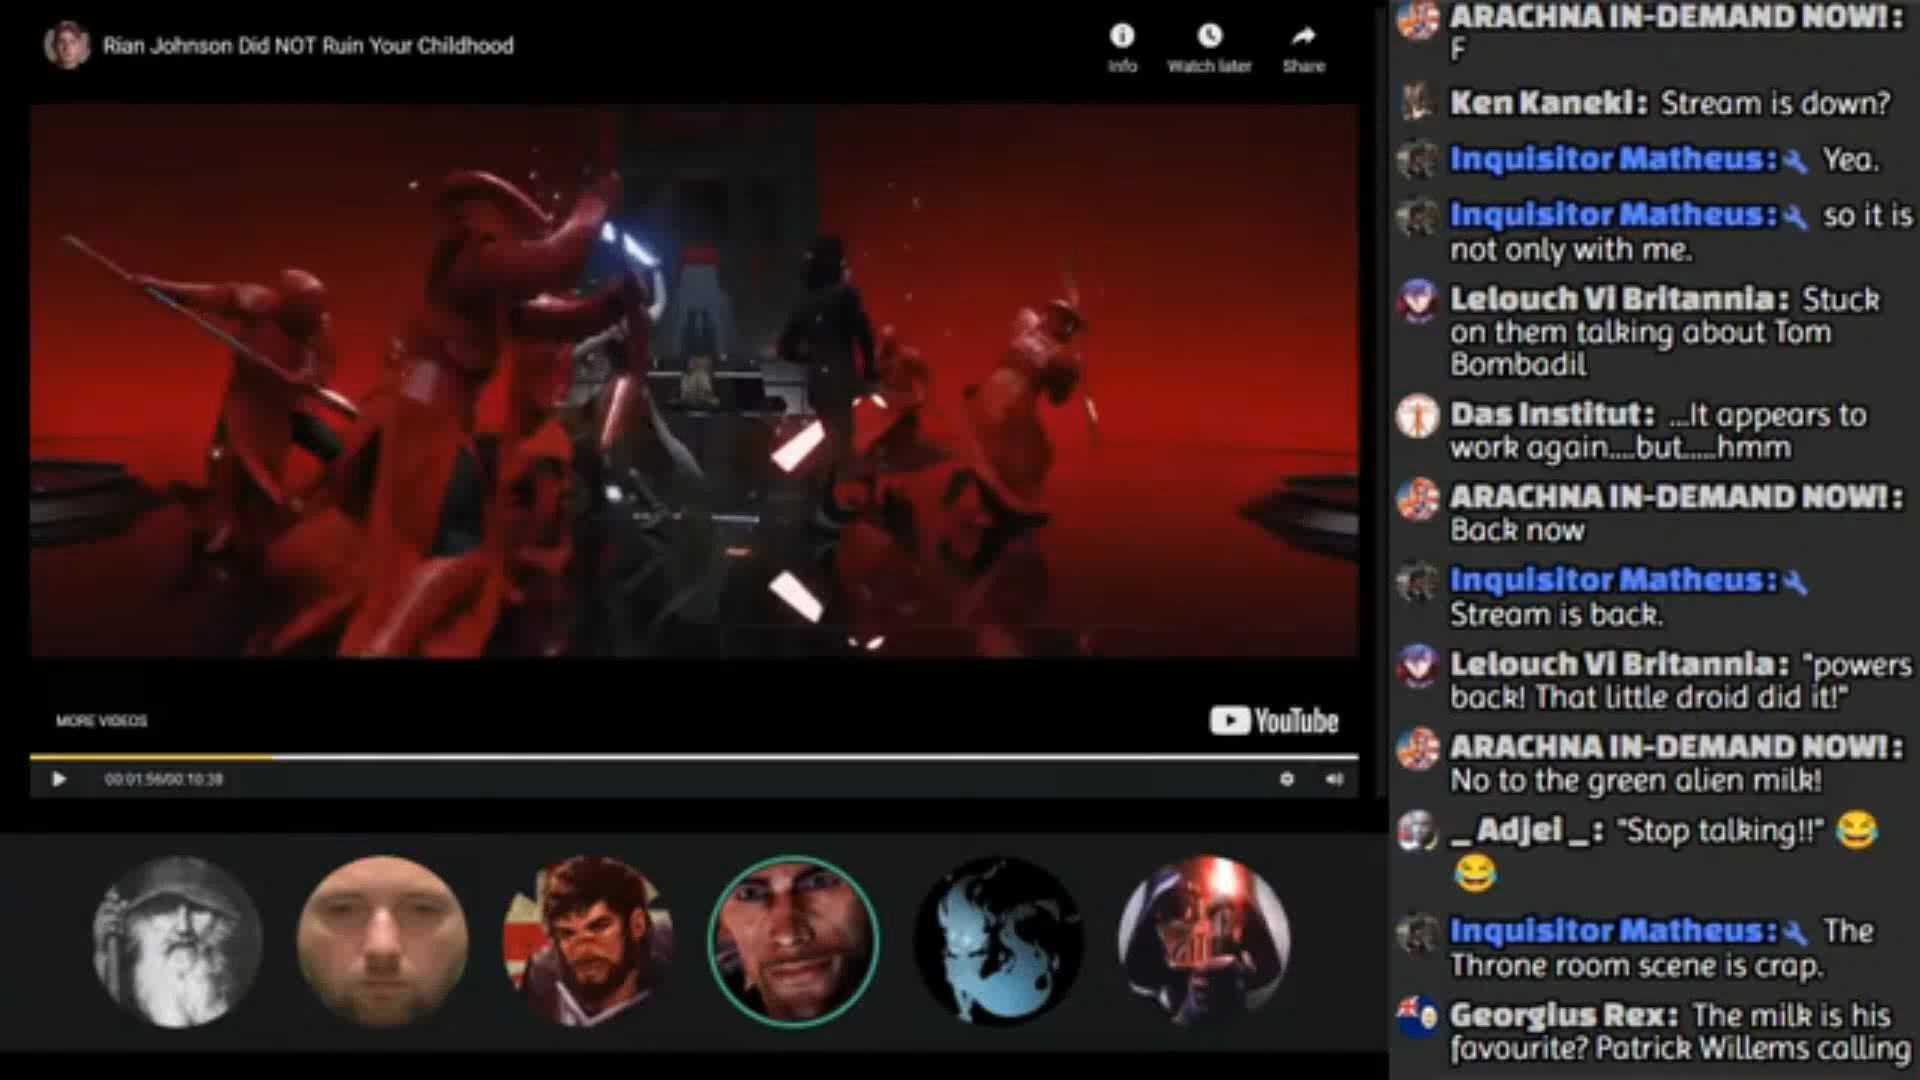 Rian Johnson Did NOT Ruin Your Childhood
Info
Watch later
Share
MORE VIDEOS
YouTube
00:01:56/00:10:38
ARACHNA IN-DEMAND NOW!:
F
Ken Kaneki: Stream is down?
Inquisitor Matheus: Yea.
Inquisitor Matheus: so it is
not only with me.
Lelouch Vi Britannia: Stuck
on them talking about Tom
Bombadil
Das Institut: ...It appears to
work again....but.....hmm
ARACHNA IN-DEMAND NOW!:
Back now
Inquisitor Matheus:
Stream is back.
Lelouch Vi Britannia: "powers
back! That little droid did it!"
ARACHNA IN-DEMAND NOW!:
No to the green alien milk!
_ Adjei _: "Stop talking!!" 😂
😂
Inquisitor Matheus: The
Throne room scene is crap.
Georgius Rex: The milk is his
favourite? Patrick Willems calling